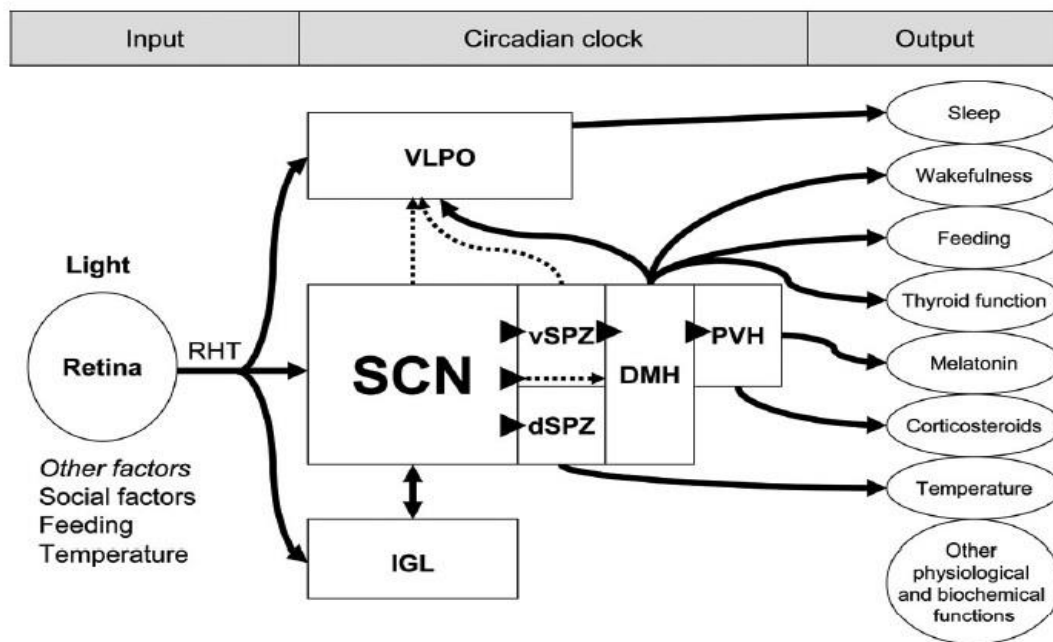 Input
Circadian clock
Output
Sleep
VLPO
Wakefulness
Light
Feeding
Thyroid function
RHT
Retina
SCN
vSPZ
PVH
DMH
Melatonin
dSPZ
Corticosteroids
Other factors
Social factors
Feeding
Temperature
Temperature
IGL
Other
physiological
and biochemical
functions